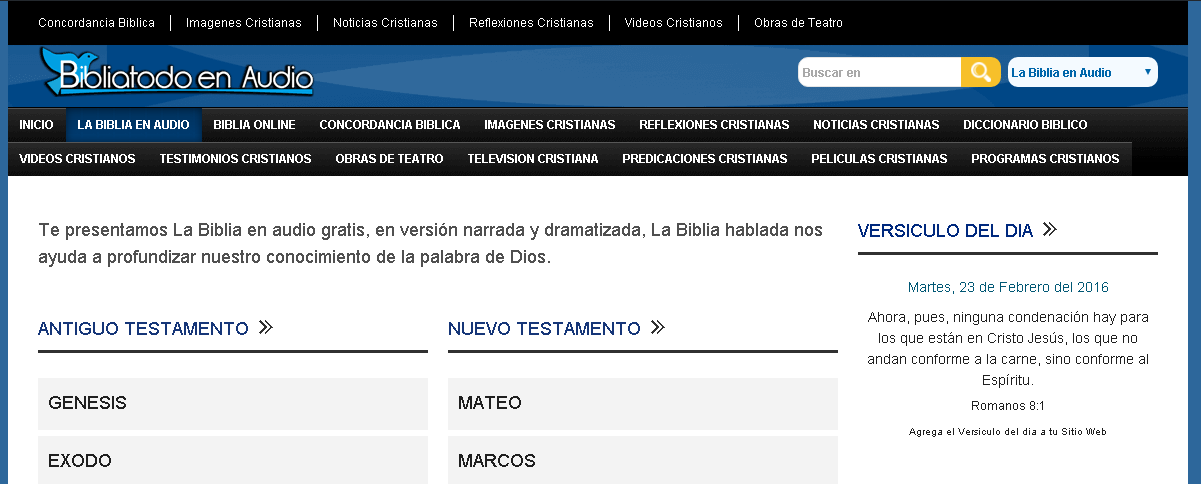 Concordancia Biblica
Imagenes Cristianas
Noticias Cristianas
Reflexiones Cristianas
Videos Cristianos
Obras de Teatro
Bibliatodo en Audio
Buscar en
La Biblia en Audio
INICIO
LA BIBLIA EN AUDIO
BIBLIA ONLINE
CONCORDANCIA BIBLICA
IMAGENES CRISTIANAS
REFLEXIONES CRISTIANAS
NOTICIAS CRISTIANAS
DICCIONARIO BIBLICO
VIDEOS CRISTIANOS
TESTIMONIOS CRISTIANOS
OBRAS DE TEATRO
TELEVISION CRISTIANA
PREDICACIONES CRISTIANAS
PELICULAS CRISTIANAS
PROGRAMAS CRISTIANOS
Te presentamos La Biblia en audio gratis, en versión narrada y dramatizada, La Biblia hablada nos
ayuda a profundizar nuestro conocimiento de la palabra de Dios.
ANTIGUO TESTAMENTO
GENESIS
EXODO
NUEVO TESTAMENTO
MATEO
MARCOS
VERSICULO DEL DIA
Martes, 23 de Febrero del 2016
Ahora, pues, ninguna condenación hay para
los que están en Cristo Jesús, los que no
andan conforme a la carne, sino conforme al
Espíritu.
Romanos 8:1
Agrega el Versiculo del dia a tu Sitio Web